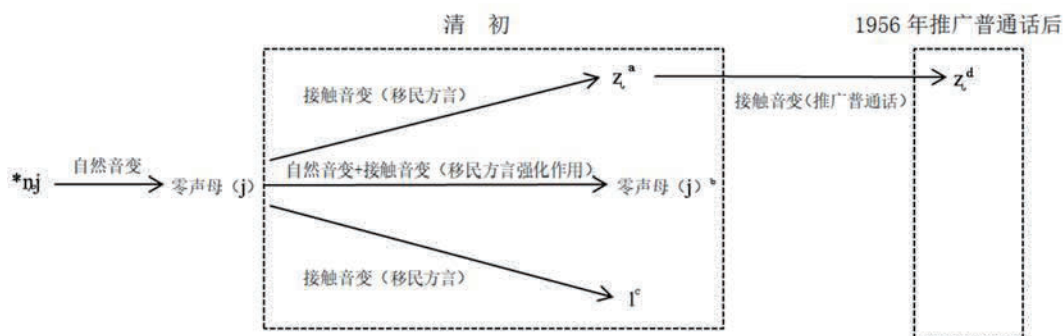 清 初
1956 年推广普通话后
接触音变（移民方言）
ʐᵃ
接触音变(推广普通话)
ʐᵈ
*ȵj
自然音变
零声母（j）
自然音变+接触音变（移民方言强化作用）
零声母（j）ᵇ
接触音变（移民方言）
lᶜ